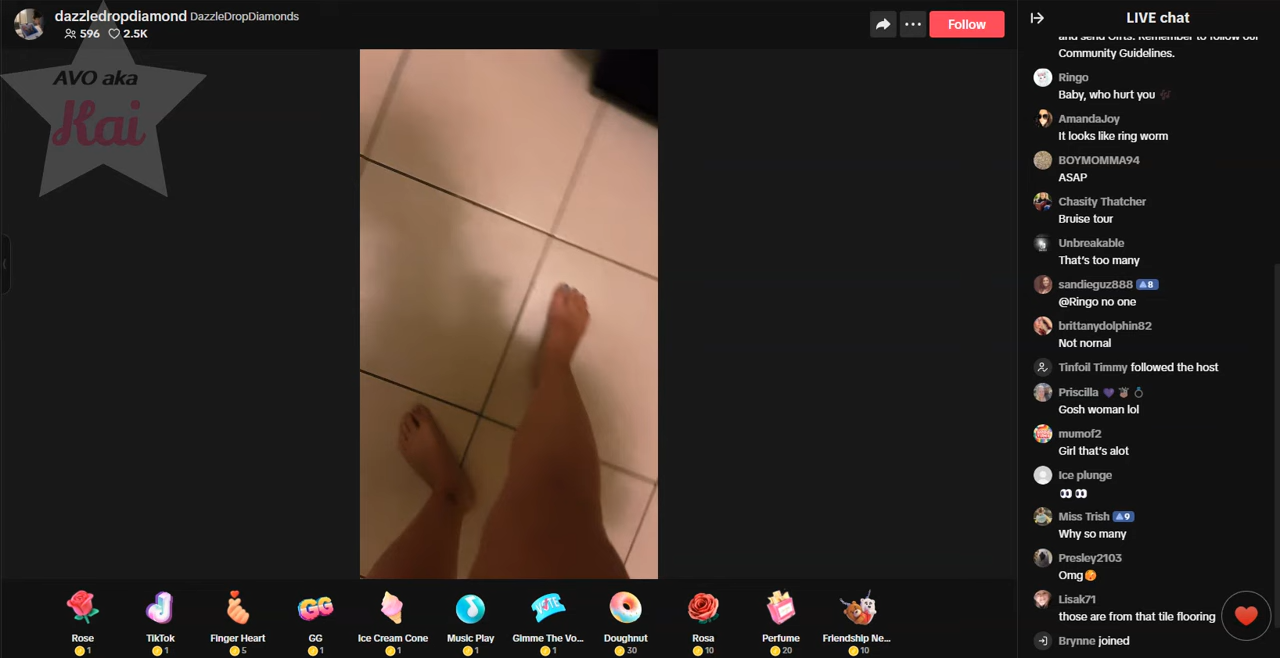 dazzledropdiamond DazzleDropDiamonds
596 2.5K
Follow
AVO aka
Kai
LIVE chat
and send Gifts. Remember to follow our
Community Guidelines.
Ringo
Baby, who hurt you
AmandaJoy
It looks like ring worm
BOYMOMMA94
ASAP
Chasity Thatcher
Bruise tour
Unbreakable
That's too many
sandieguz888 8
@Ringo no one
brittanydolphin82
Not nornal
Tinfoil Timmy followed the host
Priscilla
Gosh woman lol
mumof2
Girl that's alot
Ice plunge
Miss Trish 9
Why so many
Presley2103
Omg
Lisak71
those are from that tile flooring
Brynne joined
GG
VOTE
Rose TikTok Finger Heart GG Ice Cream Cone Music Play Gimme The Vo... Doughnut Rosa Perfume Friendship Ne...
1 1 5 1 1 1 1 30 10 20 10